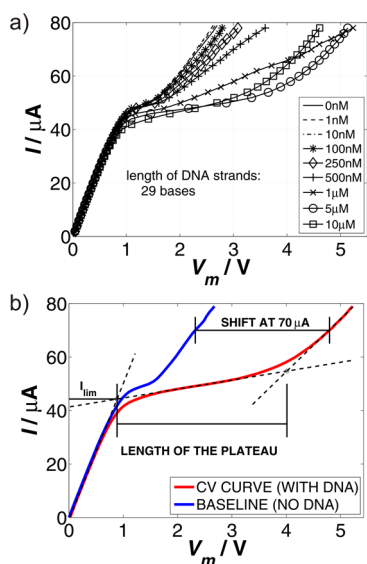 a)
80
60
40
20
0
I / μA
0 1 2 3 4 5
V_m / V
length of DNA strands:
29 bases
0nM
1nM
10nM
100nM
250nM
500nM
1μM
5μM
10μM
b)
80
60
40
20
0
I / μA
SHIFT AT 70 μA
I_lim
LENGTH OF THE PLATEAU
CV CURVE (WITH DNA)
BASELINE (NO DNA)
0 1 2 3 4 5
V_m / V